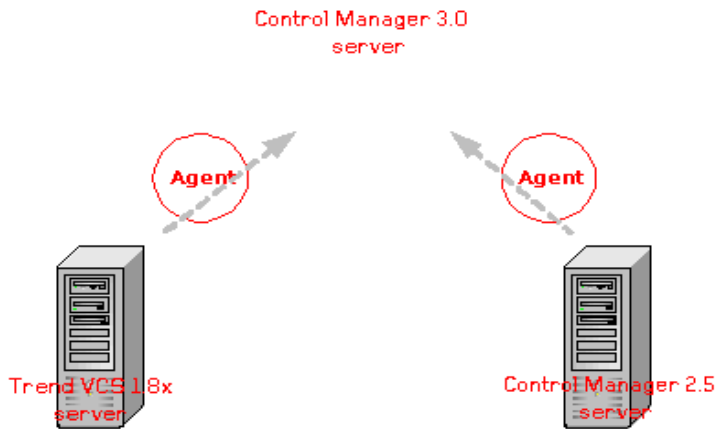 Control Manager 3.0
server
Agent
Agent
Trend VCS 1.8x
server
Control Manager 2.5
server